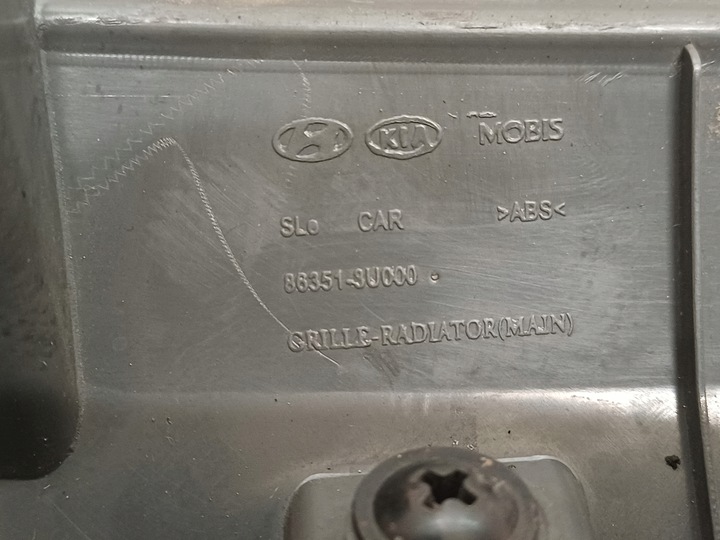 KIA MOBIS
SLo CAR >ABS<
86351-3U000
GRILLE-RADIATOR(MAIN)